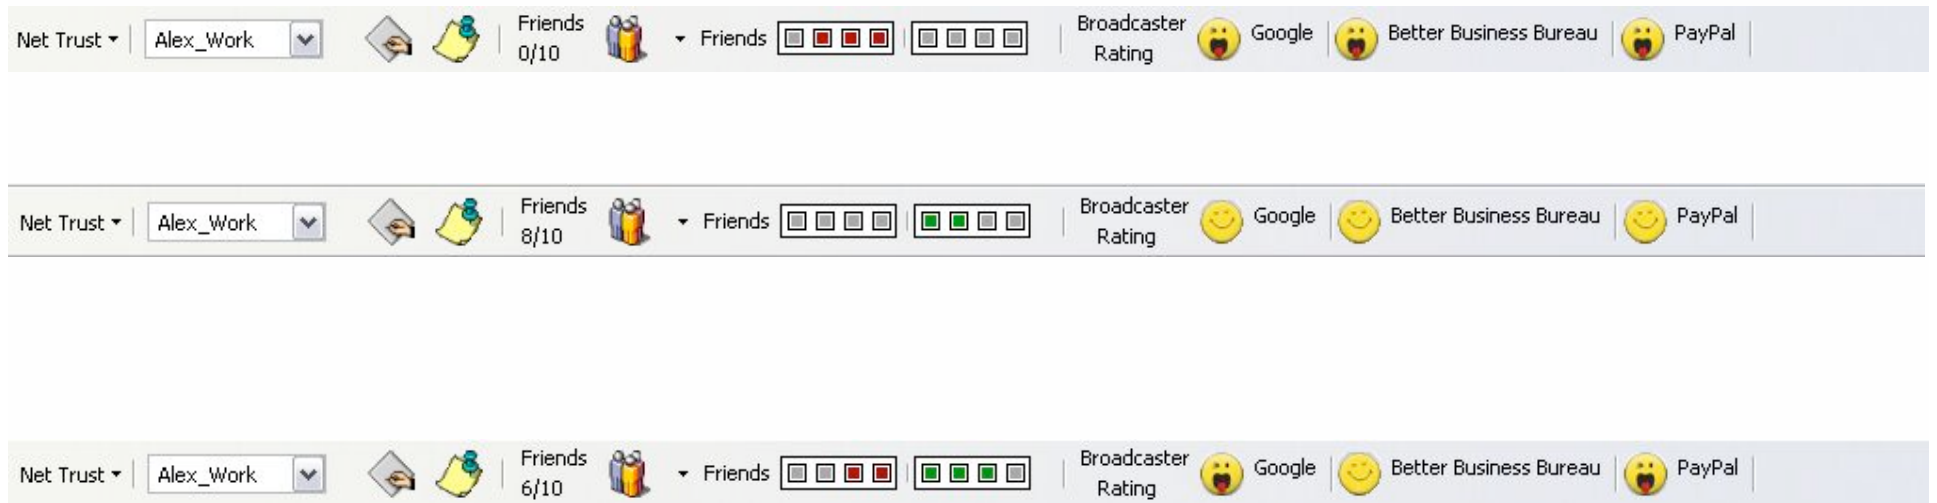 Net Trust Alex_Work Friends 0/10 Friends Broadcaster Rating Google Better Business Bureau PayPal
Net Trust Alex_Work Friends 8/10 Friends Broadcaster Rating Google Better Business Bureau PayPal
Net Trust Alex_Work Friends 6/10 Friends Broadcaster Rating Google Better Business Bureau PayPal